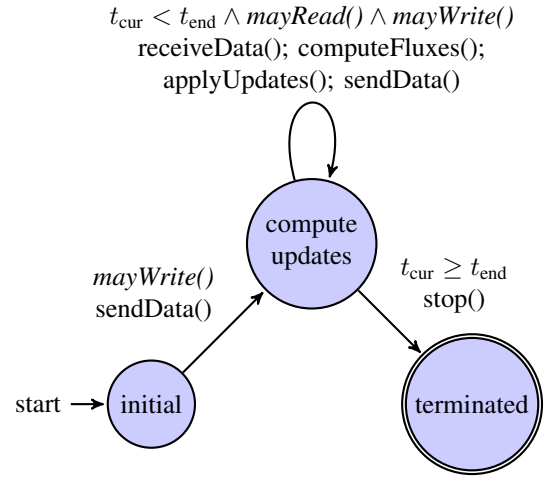 t_cur < t_end ∧ mayRead() ∧ mayWrite()
receiveData(); computeFluxes();
applyUpdates(); sendData()
compute
updates
mayWrite()
sendData()
t_cur ≥ t_end
stop()
start
initial
terminated